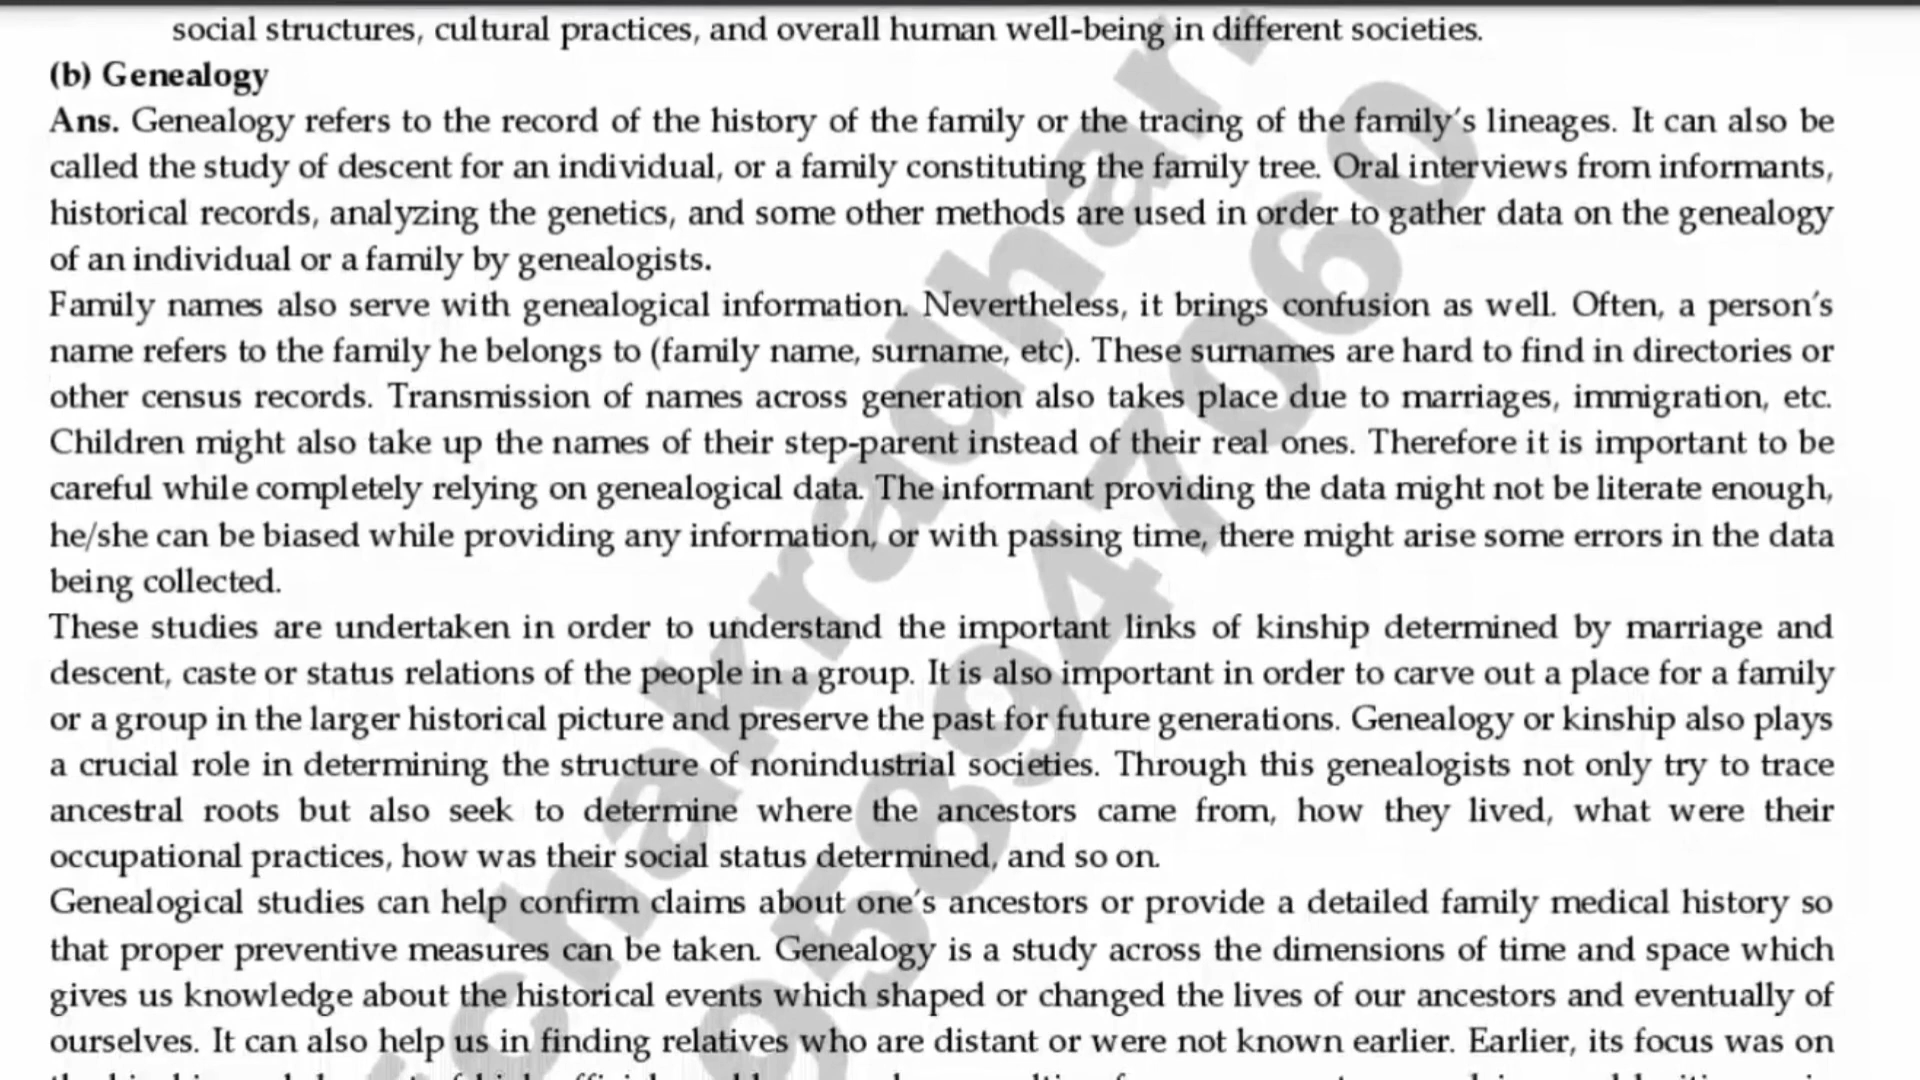 social structures, cultural practices, and overall human well-being in different societies.
(b) Genealogy
Ans. Genealogy refers to the record of the history of the family or the tracing of the family's lineages. It can also be
called the study of descent for an individual, or a family constituting the family tree. Oral interviews from informants,
historical records, analyzing the genetics, and some other methods are used in order to gather data on the genealogy
of an individual or a family by genealogists.
Family names also serve with genealogical information. Nevertheless, it brings confusion as well. Often, a person's
name refers to the family he belongs to (family name, surname, etc). These surnames are hard to find in directories or
other census records. Transmission of names across generation also takes place due to marriages, immigration, etc.
Children might also take up the names of their step-parent instead of their real ones. Therefore it is important to be
careful while completely relying on genealogical data. The informant providing the data might not be literate enough,
he/she can be biased while providing any information, or with passing time, there might arise some errors in the data
being collected.
These studies are undertaken in order to understand the important links of kinship determined by marriage and
descent, caste or status relations of the people in a group. It is also important in order to carve out a place for a family
or a group in the larger historical picture and preserve the past for future generations. Genealogy or kinship also plays
a crucial role in determining the structure of nonindustrial societies. Through this genealogists not only try to trace
ancestral roots but also seek to determine where the ancestors came from, how they lived, what were their
occupational practices, how was their social status determined, and so on.
Genealogical studies can help confirm claims about one's ancestors or provide a detailed family medical history so
that proper preventive measures can be taken. Genealogy is a study across the dimensions of time and space which
gives us knowledge about the historical events which shaped or changed the lives of our ancestors and eventually of
ourselves. It can also help us in finding relatives who are distant or were not known earlier. Earlier, its focus was on
chakradhar-
958947060